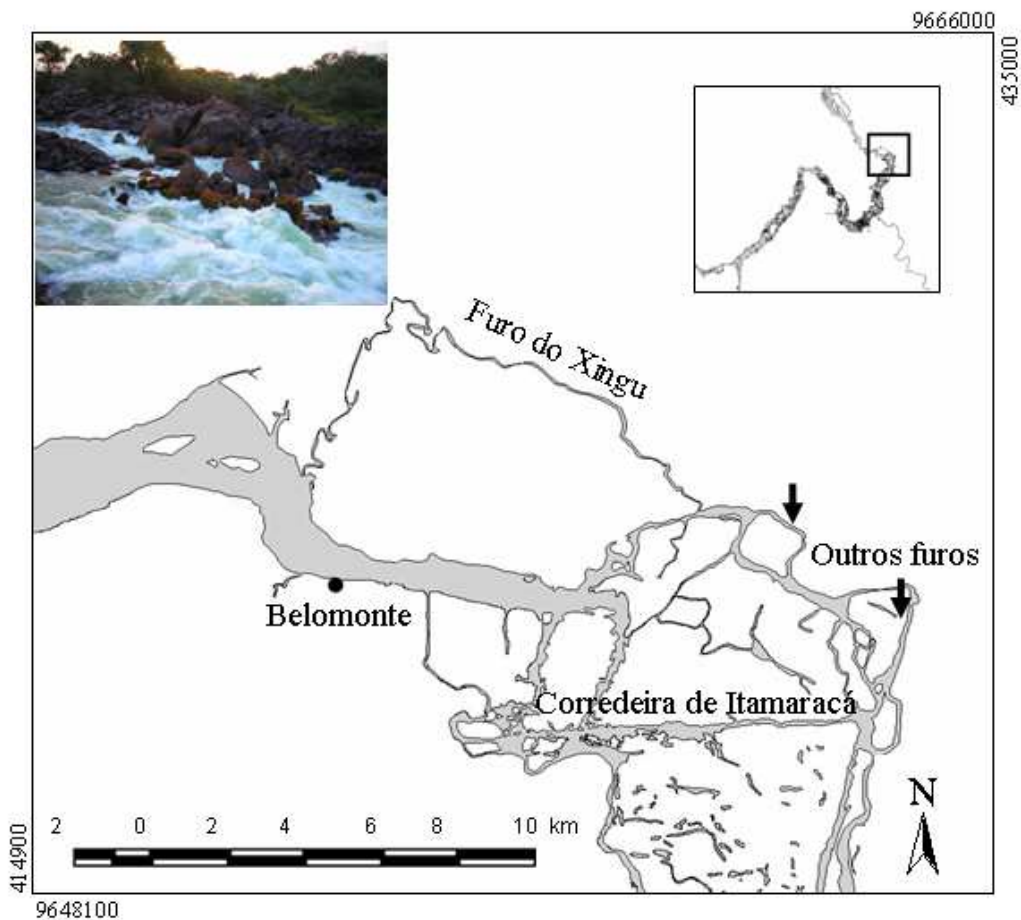 9666000
435000
Furo do Xingu
Outros furos
Belomonte
Corredeira de Itamaracá
N
2 0 2 4 6 8 10 km
414900
9648100